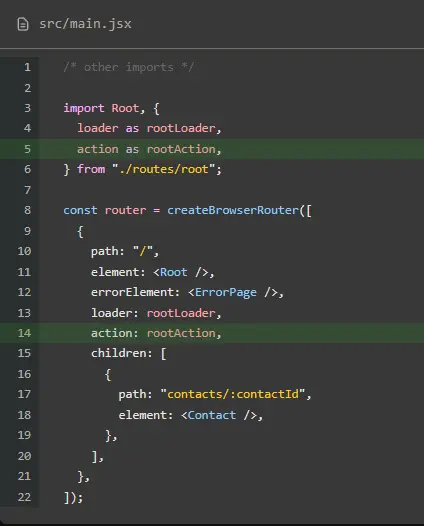 src/main.jsx
1 /* other imports */
2
3 import Root, {
4   loader as rootLoader,
5   action as rootAction,
6 } from "./routes/root";
7
8 const router = createBrowserRouter([
9   {
10     path: "/",
11     element: <Root />,
12     errorElement: <ErrorPage />,
13     loader: rootLoader,
14     action: rootAction,
15     children: [
16       {
17         path: "contacts/:contactId",
18         element: <Contact />,
19       },
20     ],
21   },
22 ]);